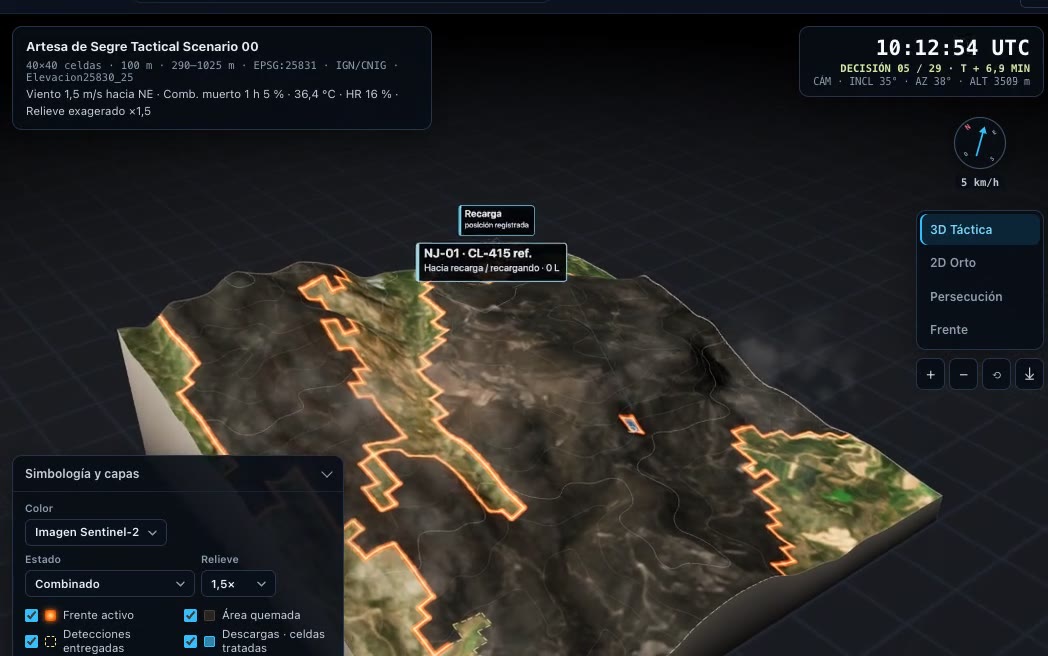 Artesa de Segre Tactical Scenario 00
40×40 celdas · 100 m · 290–1025 m · EPSG:25831 · IGN/CNIG ·
Elevacion25830_25
Viento 1,5 m/s hacia NE · Comb. muerto 1 h 5 % · 36,4 °C · HR 16 % ·
Relieve exagerado ×1,5
10:12:54 UTC
DECISIÓN 05 / 29 · T + 6,9 MIN
CÁM · INCL 35° · AZ 38° · ALT 3509 m
N
E
O
S
5 km/h
3D Táctica
2D Orto
Persecución
Frente
+
−
Recarga
posición registrada
NJ-01 · CL-415 ref.
Hacia recarga / recargando · 0 L
Simbología y capas
Color
Imagen Sentinel-2
Estado
Relieve
Combinado
1,5×
Frente activo
Área quemada
Detecciones
entregadas
Descargas · celdas
tratadas